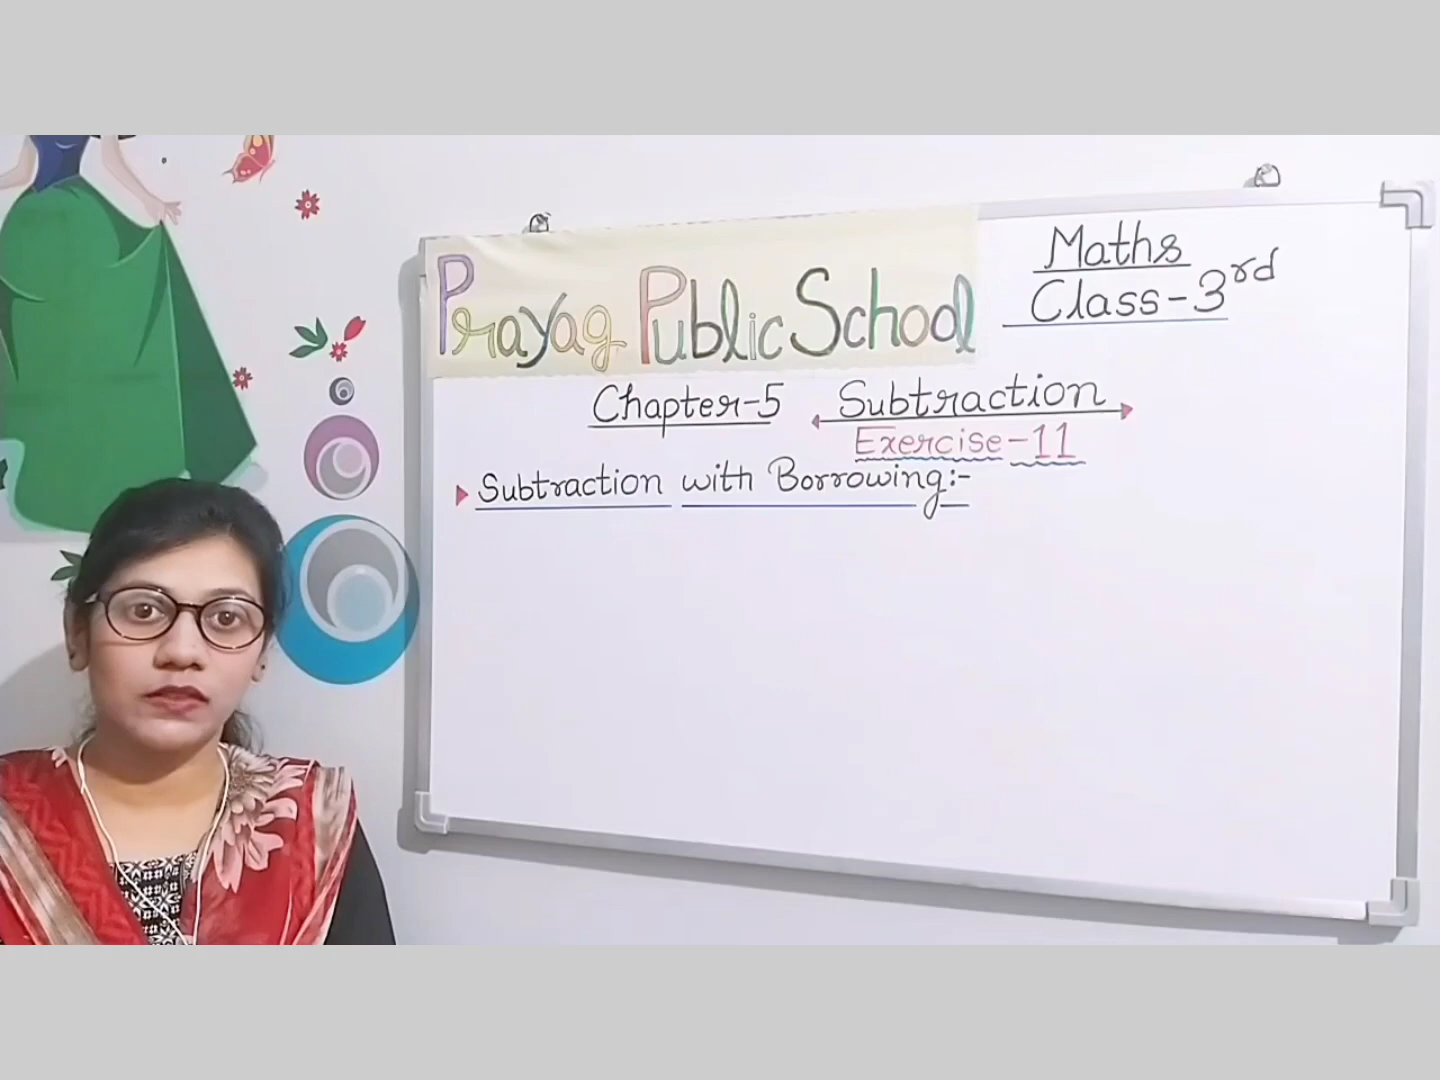 Prayag Public School
Maths
Class-3rd
Chapter-5 Subtraction
Exercise-11
Subtraction with Borrowing:-